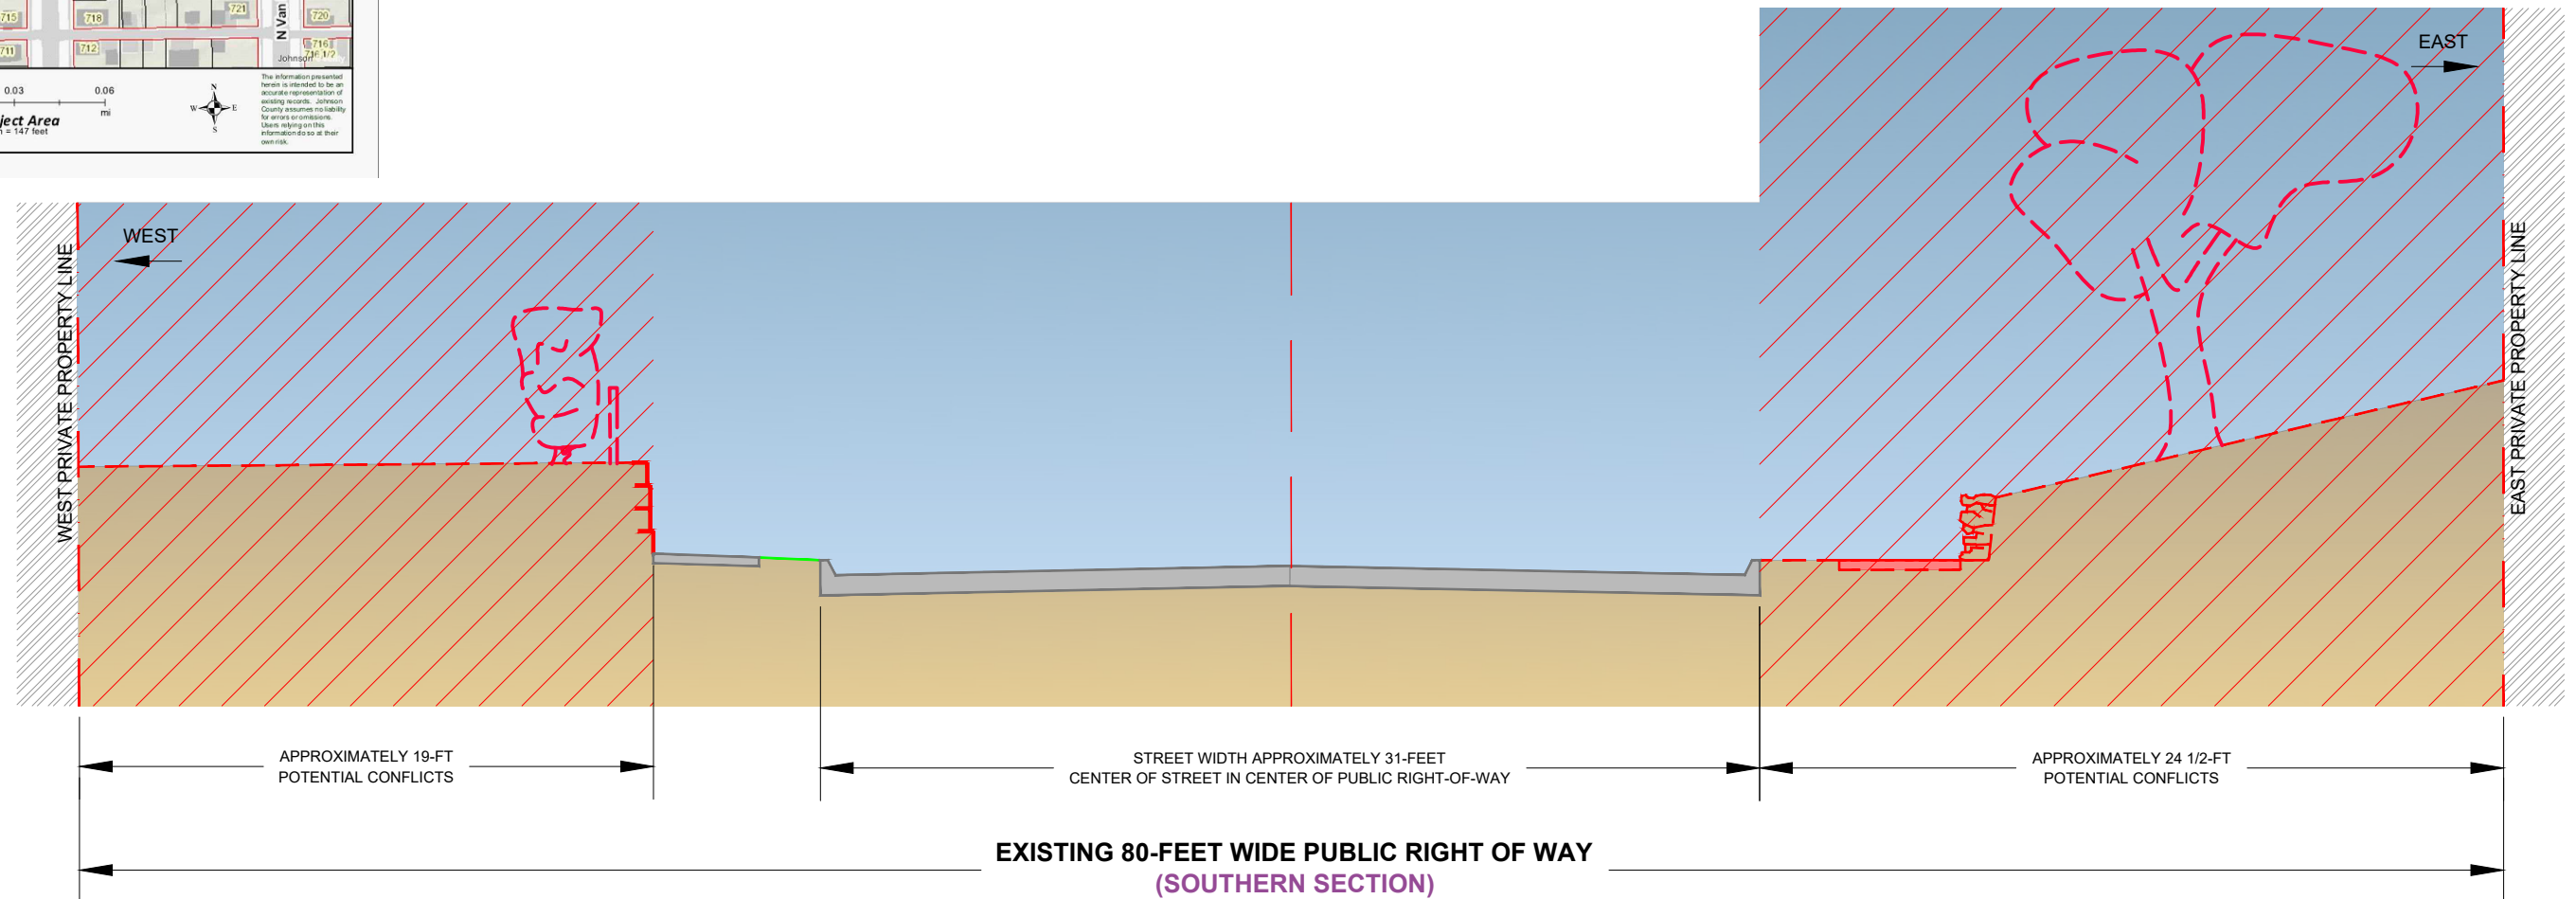 715
718
721
720
N Van
711
712
716
716 1/2
Johnson
0.03
0.06
mi
ject Area
= 147 feet
N
W
E
S
The information presented
herein is intended to be an
accurate representation of
existing records. Johnson
County assumes no liability
for errors or omissions.
Users relying on this
information do so at their
own risk.
WEST
EAST
WEST PRIVATE PROPERTY LINE
EAST PRIVATE PROPERTY LINE
APPROXIMATELY 19-FT
POTENTIAL CONFLICTS
STREET WIDTH APPROXIMATELY 31-FEET
CENTER OF STREET IN CENTER OF PUBLIC RIGHT-OF-WAY
APPROXIMATELY 24 1/2-FT
POTENTIAL CONFLICTS
EXISTING 80-FEET WIDE PUBLIC RIGHT OF WAY
(SOUTHERN SECTION)